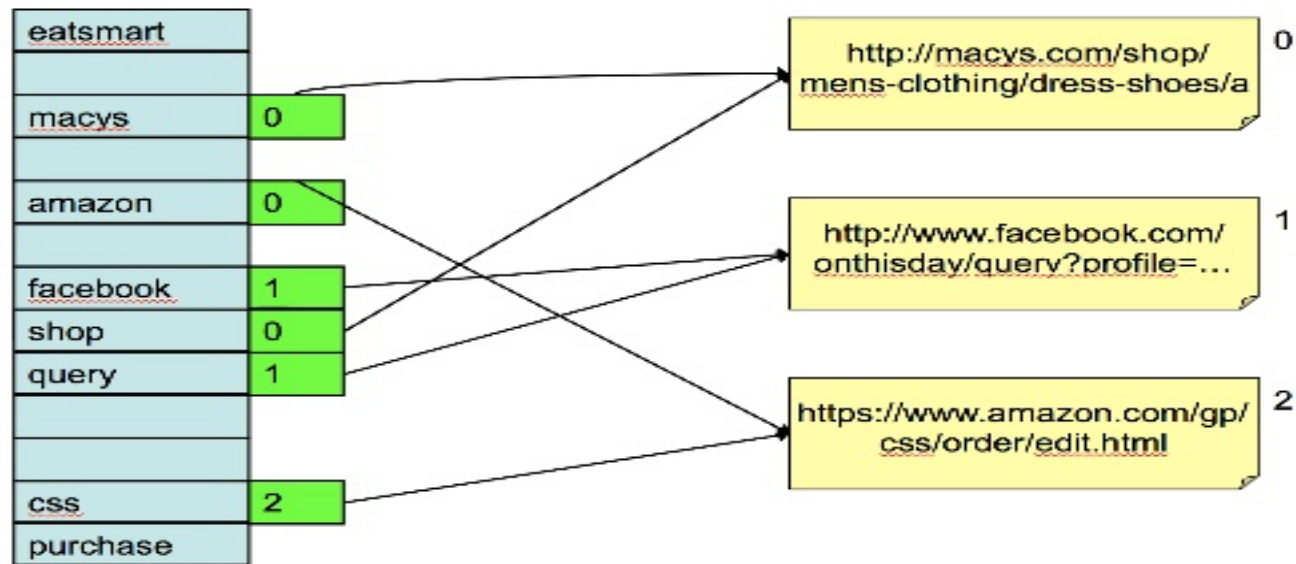 eatsmart
macys 0
amazon 0
facebook 1
shop 0
query 1
css 2
purchase
http://macys.com/shop/
mens-clothing/dress-shoes/a
0
http://www.facebook.com/
onthisday/query?profile=...
1
https://www.amazon.com/gp/
css/order/edit.html
2